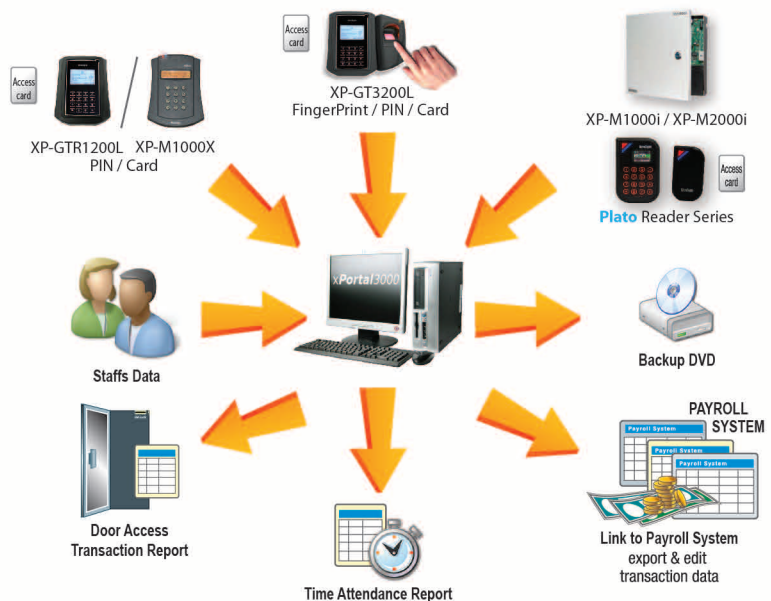 Access
card
XP-GTR1200L
XP-M1000X
PIN / Card
Access
card
XP-GT3200L
FingerPrint / PIN / Card
XP-M1000i / XP-M2000i
Access
card
Plato Reader Series
xPortal3000
Staffs Data
Backup DVD
Door Access
Transaction Report
Time Attendance Report
PAYROLL
SYSTEM
Payroll System
Payroll System
Payroll System
Link to Payroll System
export & edit
transaction data